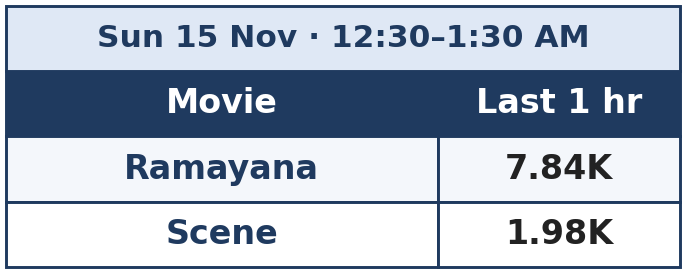 Sun 15 Nov · 12:30–1:30 AM
Movie Last 1 hr
Ramayana 7.84K
Scene 1.98K